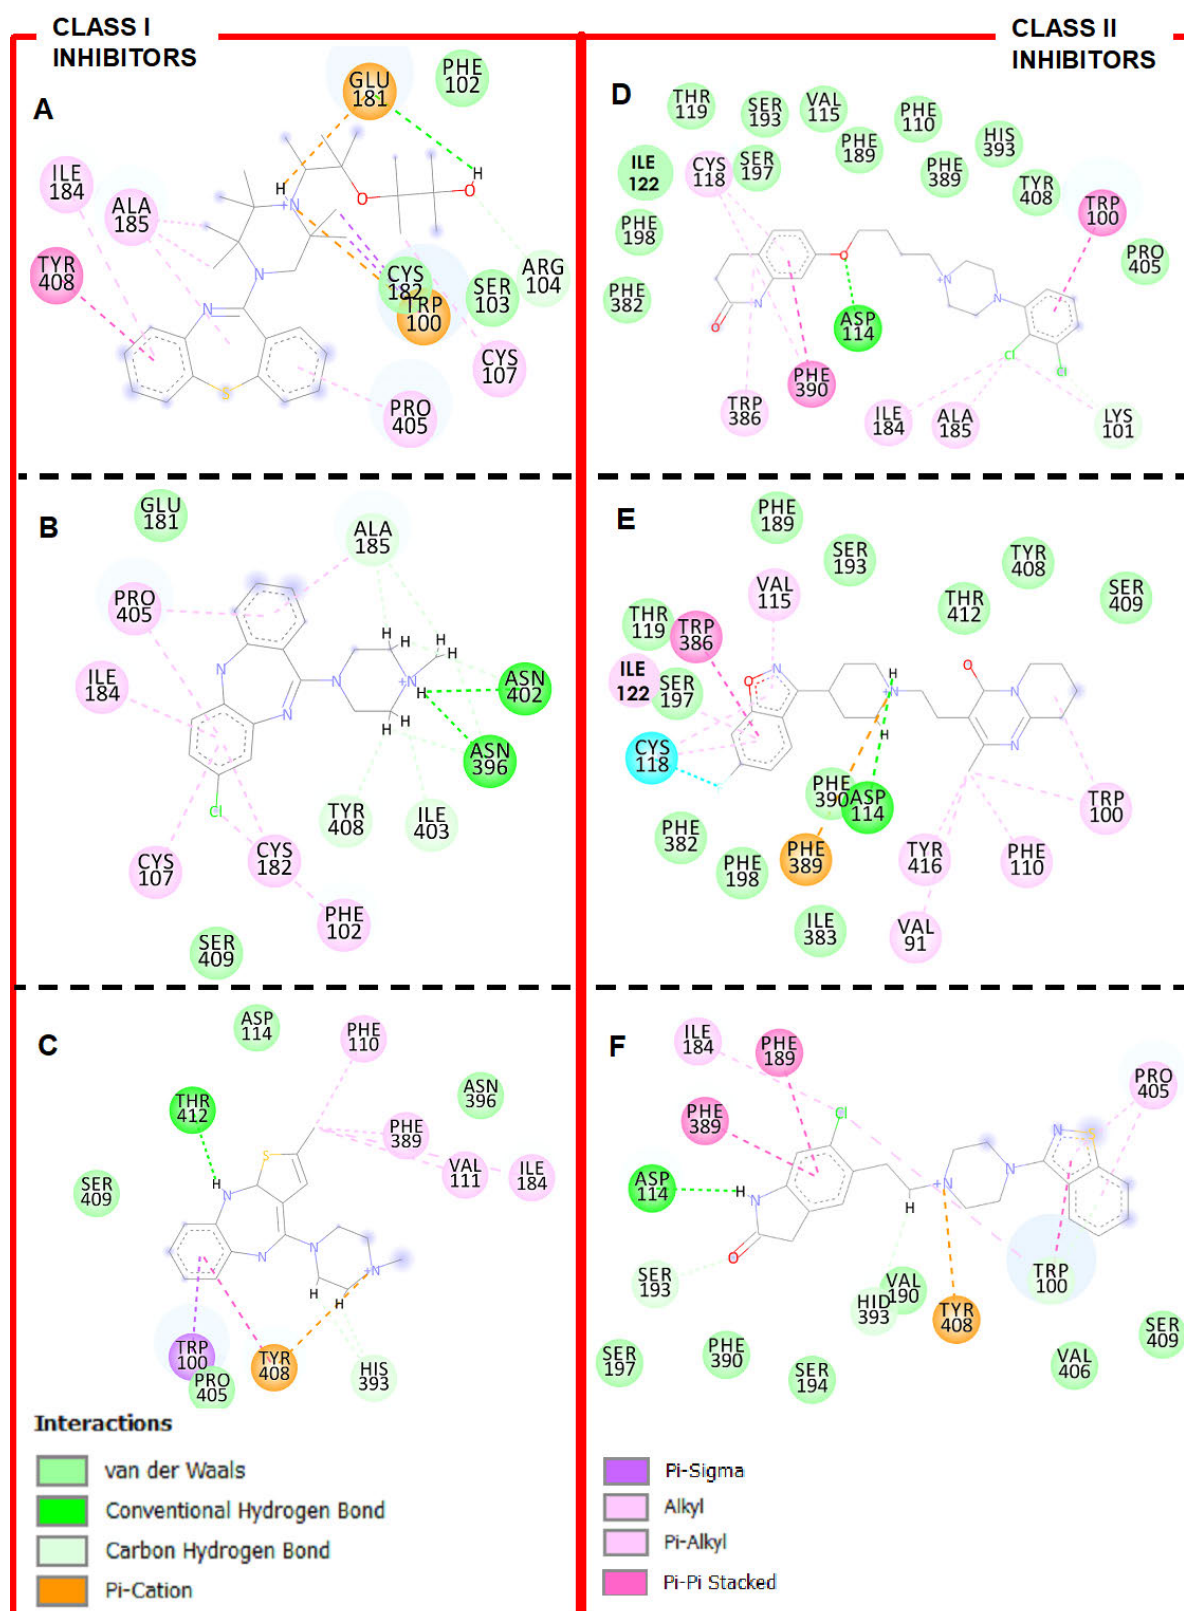 CLASS I
INHIBITORS
CLASS II
INHIBITORS
A
GLU
181
PHE
102
ILE
184
ALA
185
TYR
408
H
+N
O
H
O
N
N
S
CYS
182
TRP
100
SER
103
ARG
104
CYS
107
PRO
405
B
GLU
181
ALA
185
PRO
405
ILE
184
N
N
N
H
H
H
+N
H
H
H
Cl
ASN
402
ASN
396
TYR
408
ILE
403
CYS
107
CYS
182
PHE
102
SER
409
C
ASP
114
PHE
110
THR
412
ASN
396
PHE
389
VAL
111
ILE
184
SER
409
S
H
N
N
N
+N
H
H
TRP
100
PRO
405
TYR
408
HIS
393
D
THR
119
SER
193
VAL
115
PHE
110
HIS
393
ILE
122
CYS
118
SER
197
PHE
189
PHE
389
TYR
408
TRP
100
PHE
198
PRO
405
PHE
382
O
N
O
N
+
N
Cl
Cl
ASP
114
PHE
390
TRP
386
ILE
184
ALA
185
LYS
101
E
PHE
189
SER
193
TYR
408
VAL
115
THR
412
SER
409
THR
119
TRP
386
ILE
122
SER
197
CYS
118
O
N
H
+N
H
O
N
N
PHE
390
ASP
114
PHE
382
PHE
198
PHE
389
ILE
383
TYR
416
PHE
110
TRP
100
VAL
91
F
ILE
184
PHE
189
PRO
405
PHE
389
ASP
114
Cl
H
N
O
H
+N
N
N
S
SER
193
HID
393
VAL
190
TYR
408
TRP
100
SER
197
PHE
390
SER
194
VAL
406
SER
409
Interactions
van der Waals
Conventional Hydrogen Bond
Carbon Hydrogen Bond
Pi-Cation
Pi-Sigma
Alkyl
Pi-Alkyl
Pi-Pi Stacked